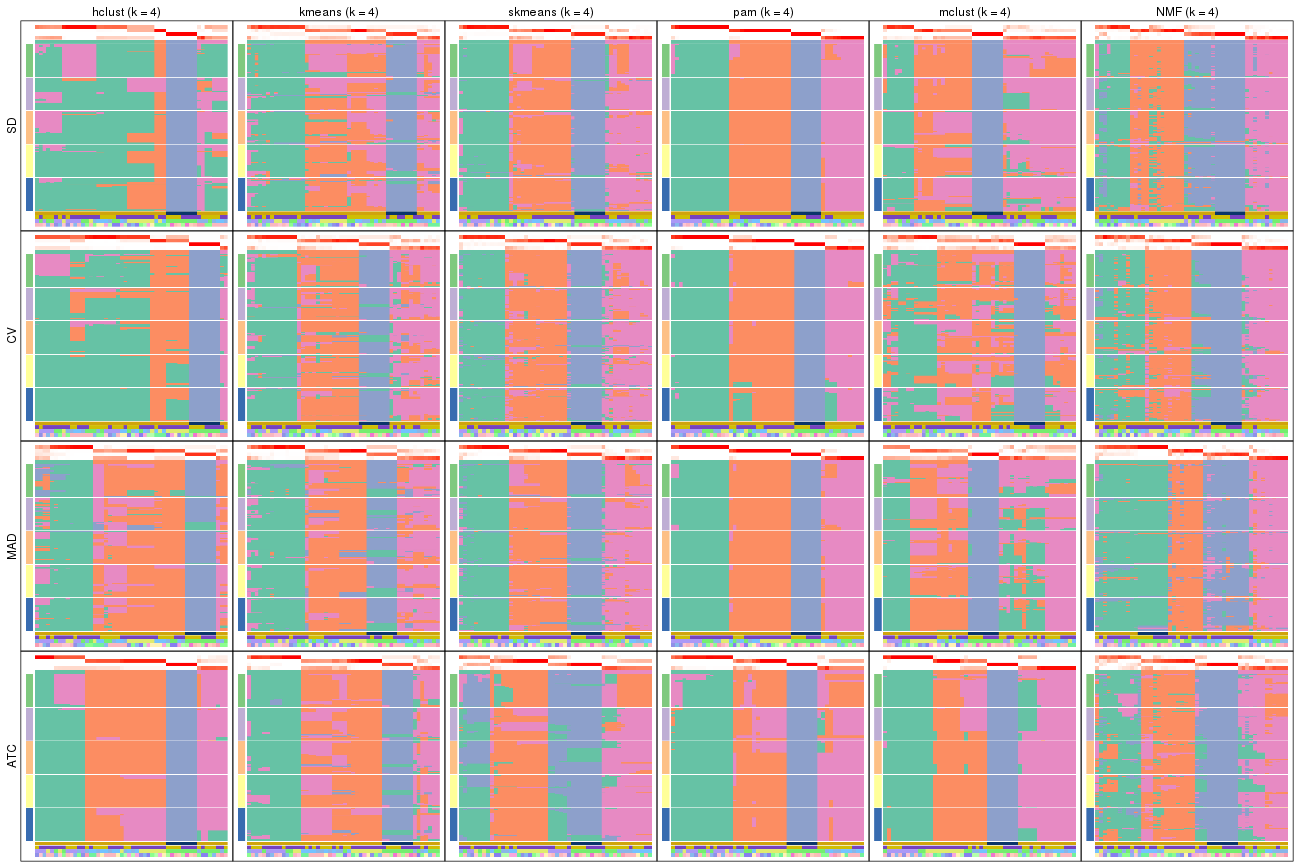 hclust (k = 4) kmeans (k = 4) skmeans (k = 4) pam (k = 4) mclust (k = 4) NMF (k = 4)
SD
CV
MAD
ATC